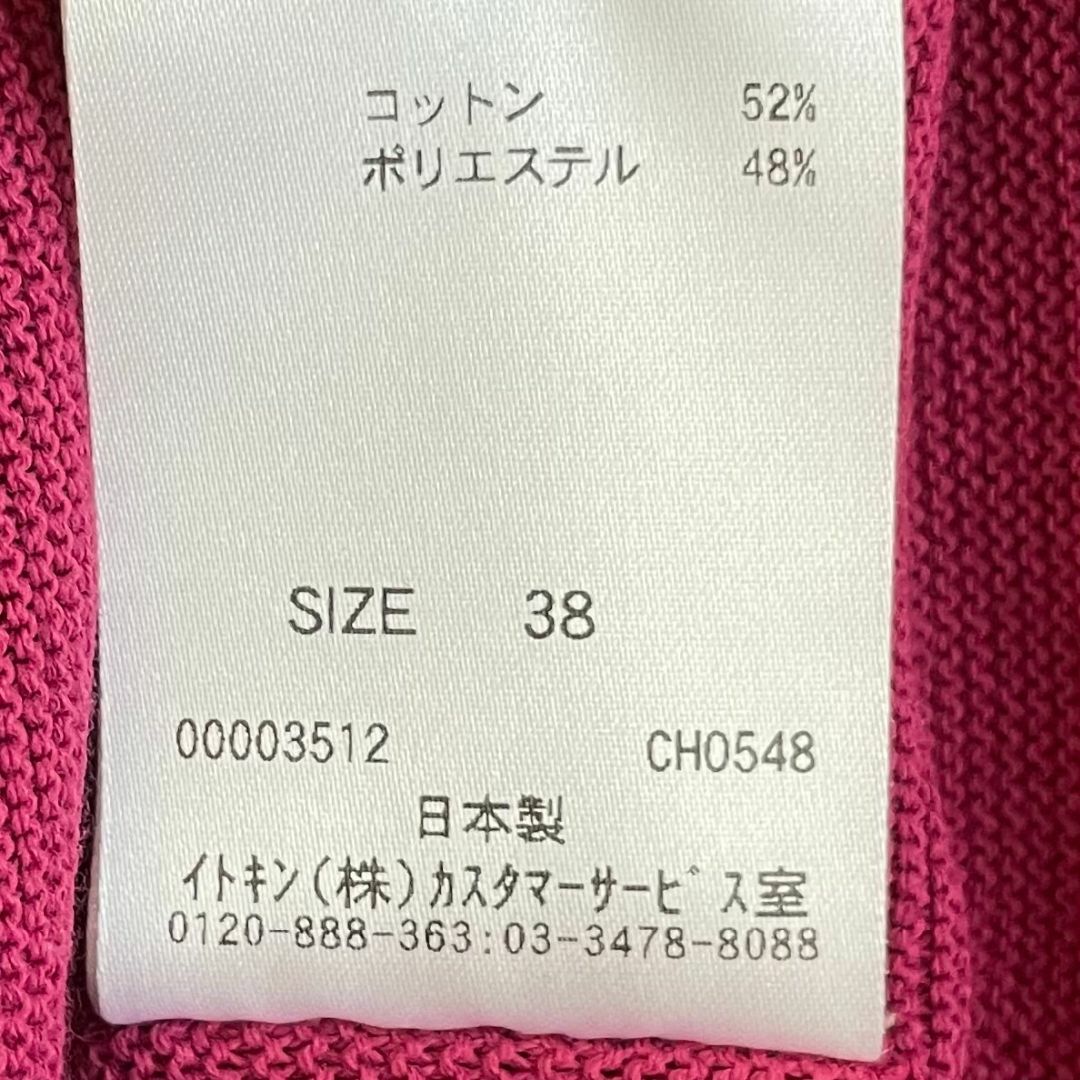 コットン 52%
ポリエステル 48%
SIZE 38
00003512 CH0548
日本製
イトキン(株)カスタマーサービス室
0120-888-363:03-3478-8088